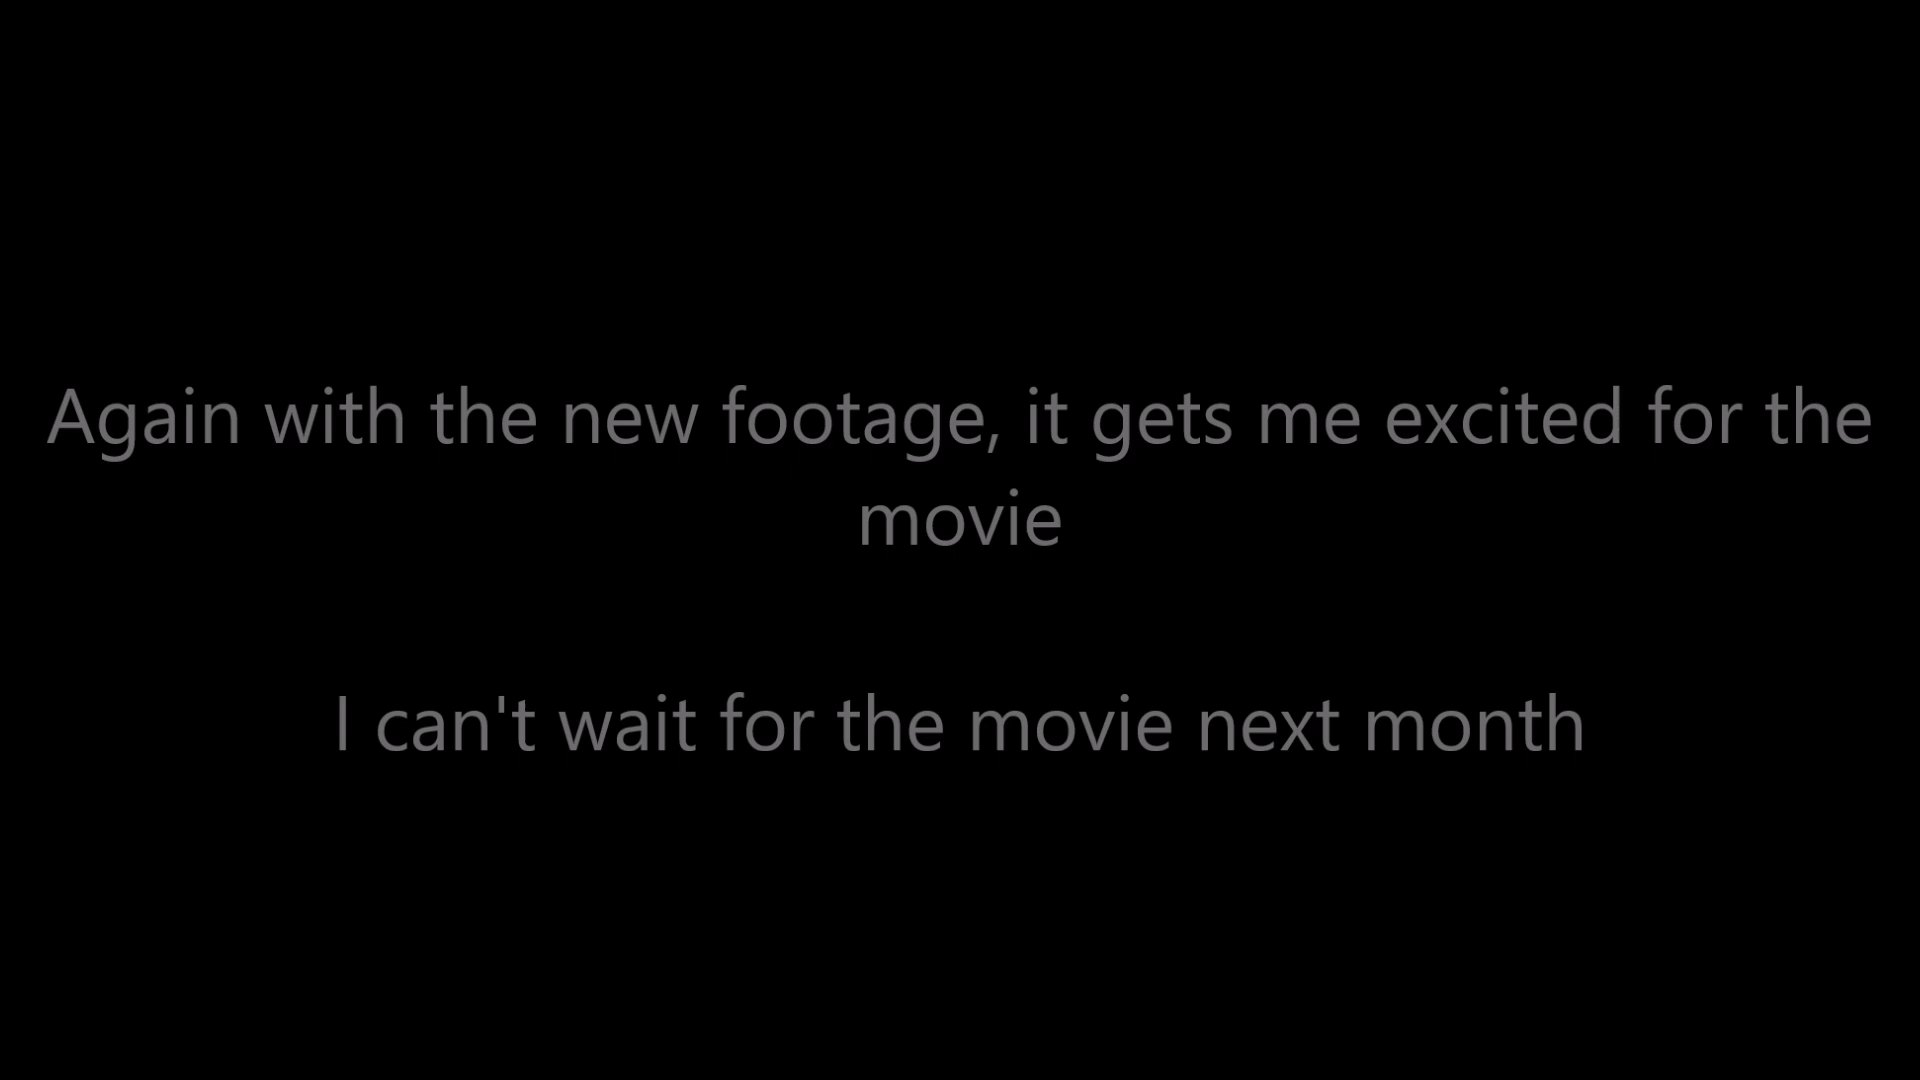 Again with the new footage, it gets me excited for the
movie
I can't wait for the movie next month